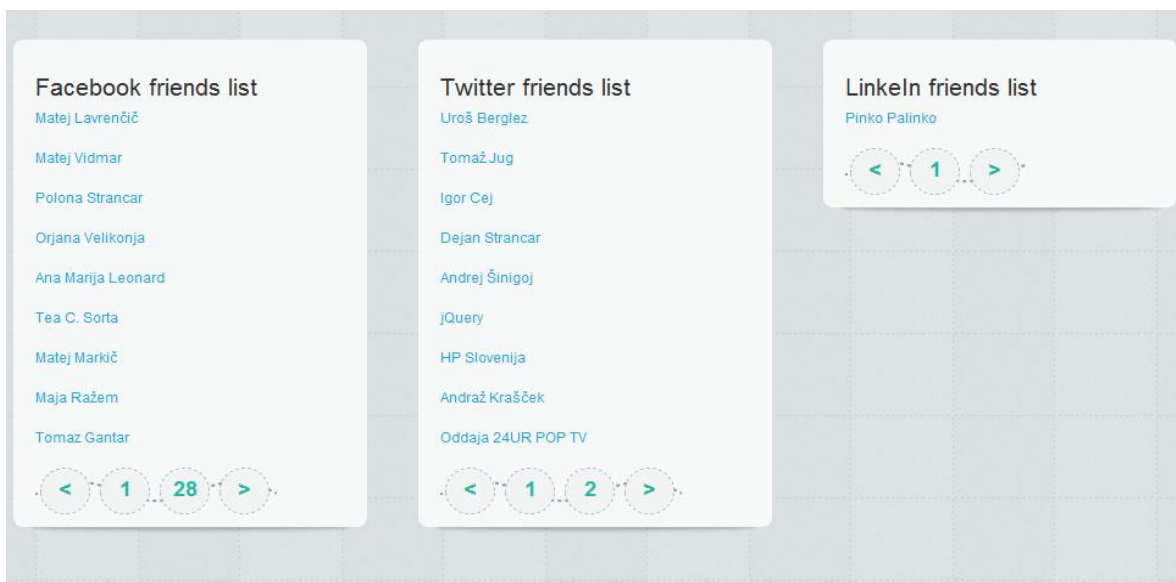 Facebook friends list
Matej Lavrenčič
Matej Vidmar
Polona Strancar
Orjana Velikonja
Ana Marija Leonard
Tea C. Sorta
Matej Markič
Maja Ražem
Tomaz Gantar
< 1 28 >
Twitter friends list
Uroš Berglez
Tomaž Jug
Igor Cej
Dejan Strancar
Andrej Šinigoj
jQuery
HP Slovenija
Andraž Krašček
Oddaja 24UR POP TV
< 1 2 >
LinkeIn friends list
Pinko Palinko
< 1 >